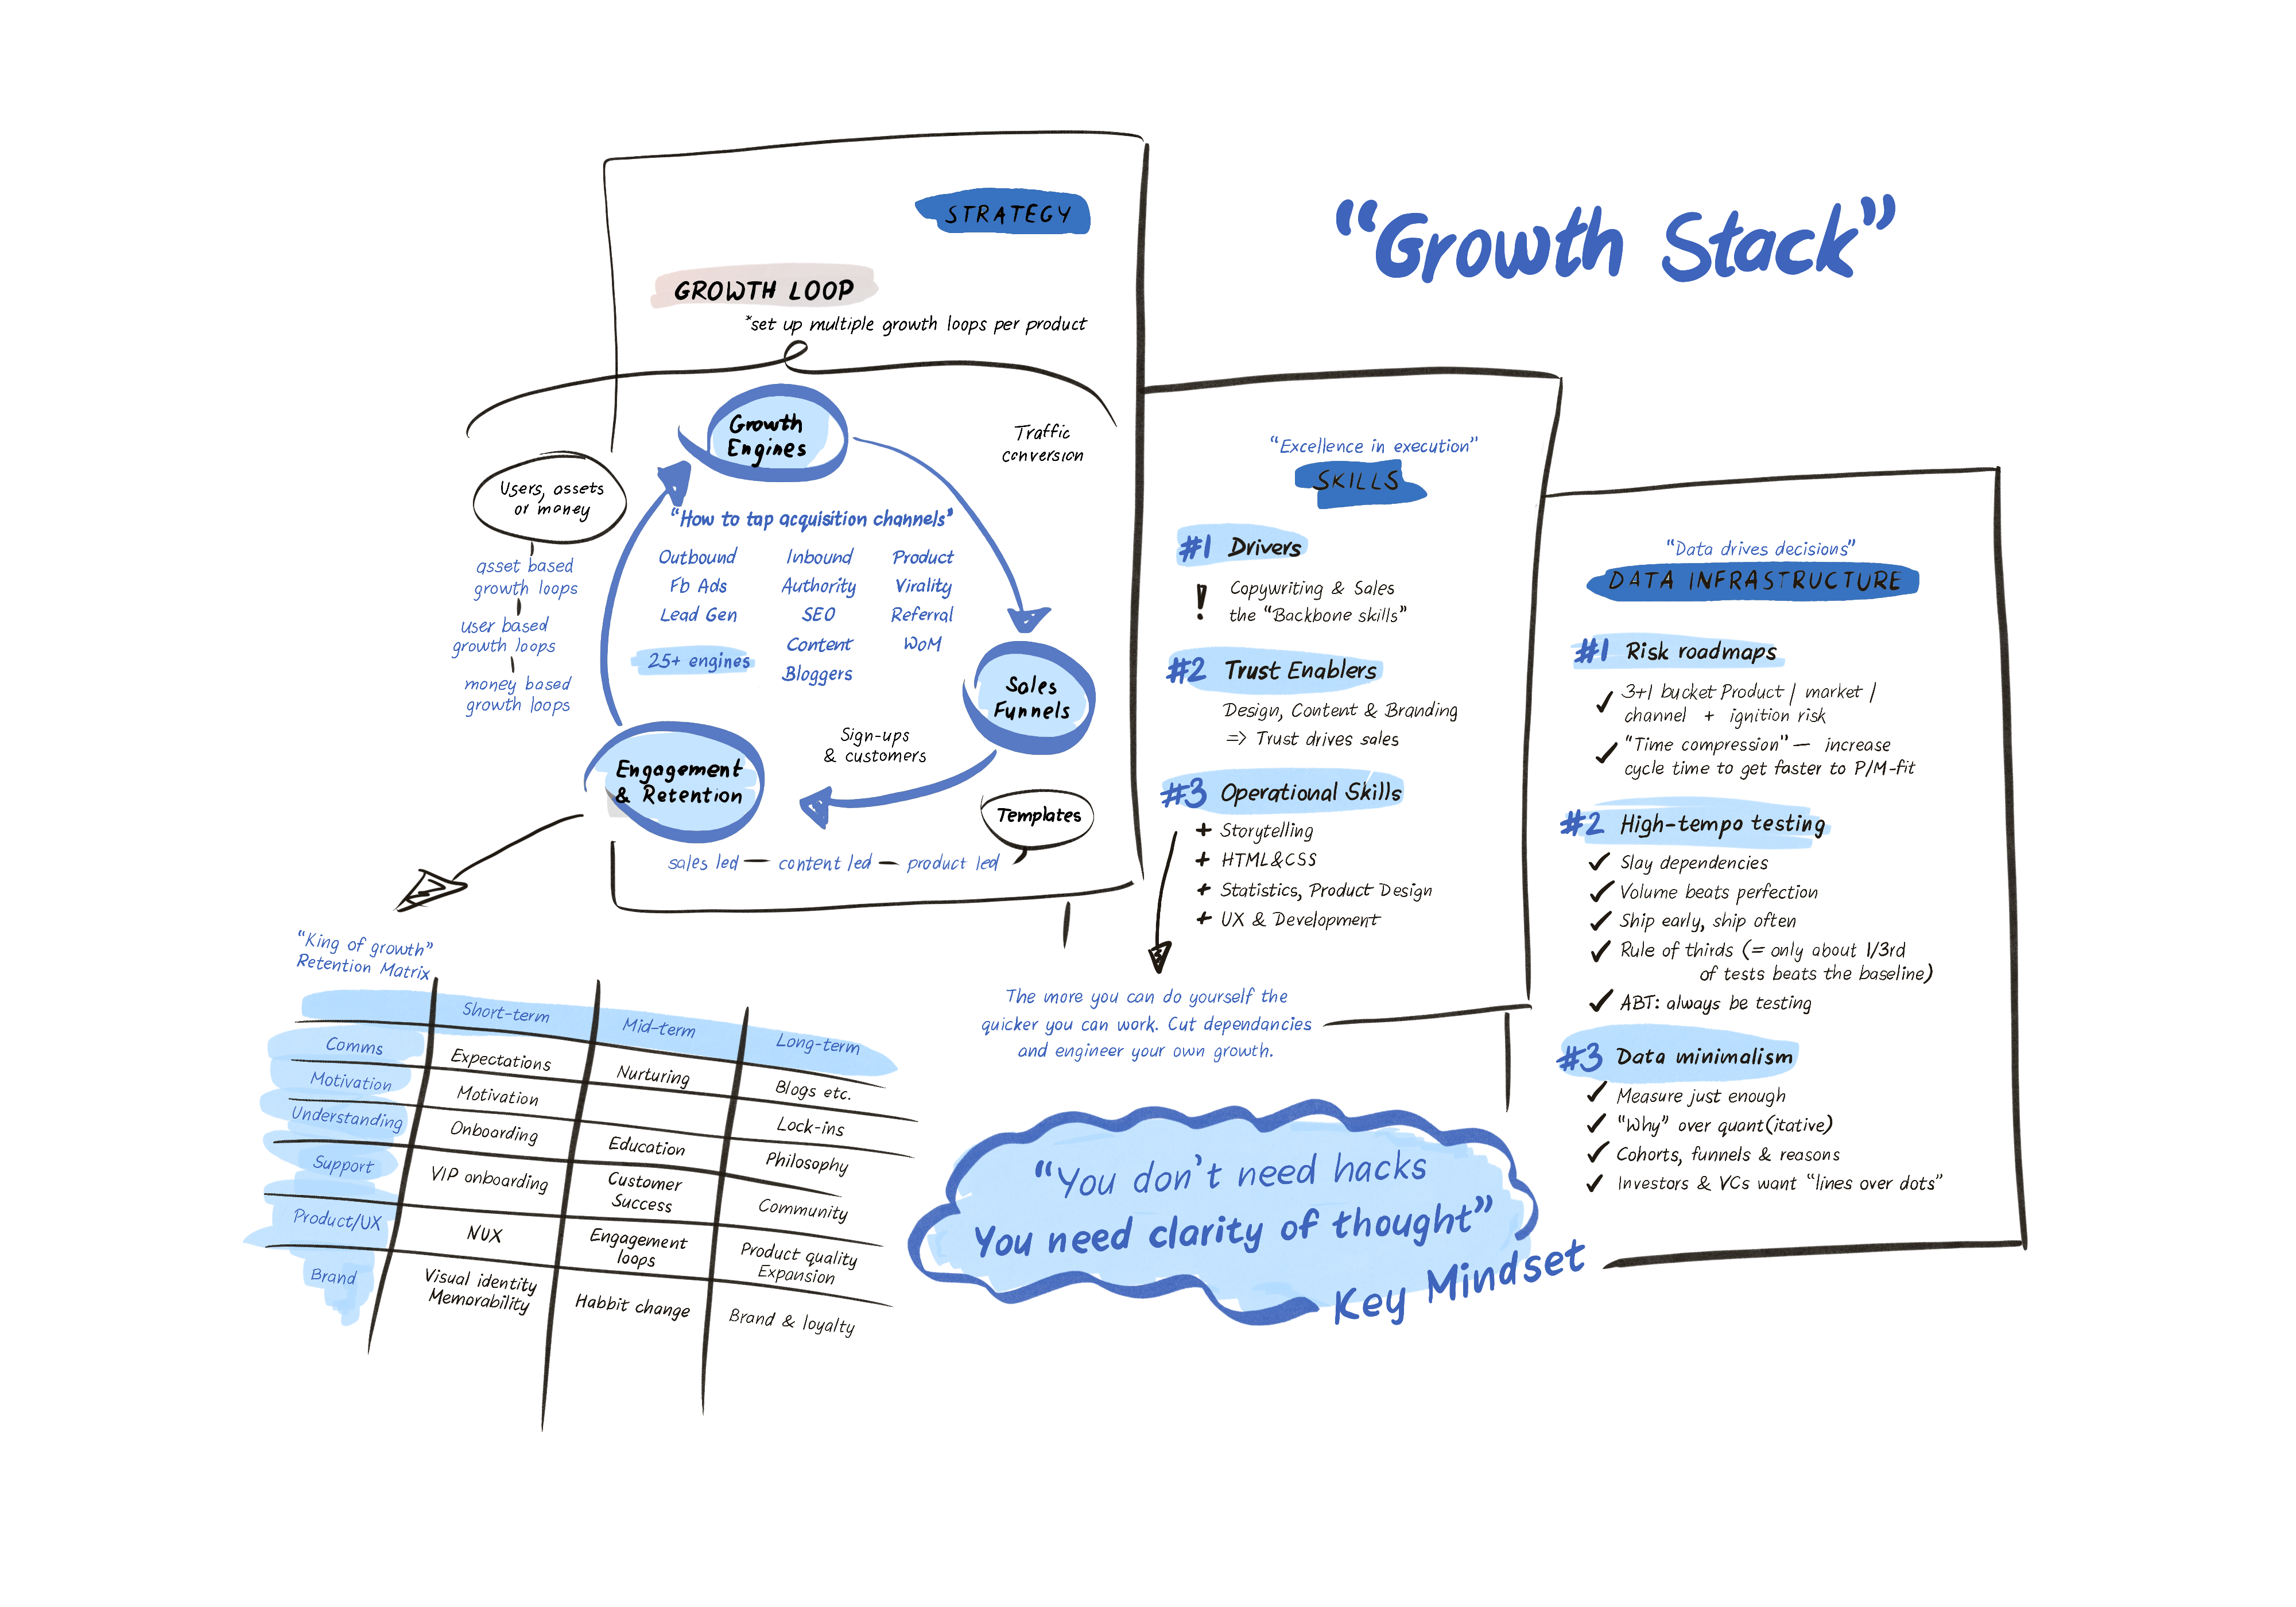 "Growth Stack"
STRATEGY
GROWTH LOOP
*set up multiple growth loops per product
Growth
Engines
Traffic
conversion
Users, assets
or money
asset based
growth loops
user based
growth loops
money based
growth loops
"How to tap acquisition channels"
Outbound
Fb Ads
Lead Gen
25+ engines
Inbound
Authority
SEO
Content
Bloggers
Product
Virality
Referral
WoM
Sales
Funnels
Sign-ups
& customers
Engagement
& Retention
Templates
sales led — content led — product led
"King of growth"
Retention Matrix
Short-term Mid-term Long-term
Comms Expectations Nurturing Blogs etc.
Motivation Motivation Lock-ins
Understanding Onboarding Education Philosophy
Support VIP onboarding Customer
Success Community
Product/UX NUX Engagement
loops Product quality
Expansion
Brand Visual identity
Memorability Habbit change Brand & loyalty
"Excellence in execution"
SKILLS
#1 Drivers
! Copywriting & Sales
the "Backbone skills"
#2 Trust Enablers
Design, Content & Branding
=> Trust drives sales
#3 Operational Skills
+ Storytelling
+ HTML&CSS
+ Statistics, Product Design
+ UX & Development
The more you can do yourself the
quicker you can work. Cut dependancies
and engineer your own growth.
"Data drives decisions"
DATA INFRASTRUCTURE
#1 Risk roadmaps
✓ 3+1 bucket Product / market /
channel + ignition risk
✓ "Time compression" — increase
cycle time to get faster to P/M-fit
#2 High-tempo testing
✓ Slay dependencies
✓ Volume beats perfection
✓ Ship early, ship often
✓ Rule of thirds (= only about 1/3rd
of tests beats the baseline)
✓ ABT: always be testing
#3 Data minimalism
✓ Measure just enough
✓ "Why" over quant(itative)
✓ Cohorts, funnels & reasons
✓ Investors & VCs want "lines over dots"
"You don't need hacks
You need clarity of thought"
Key Mindset